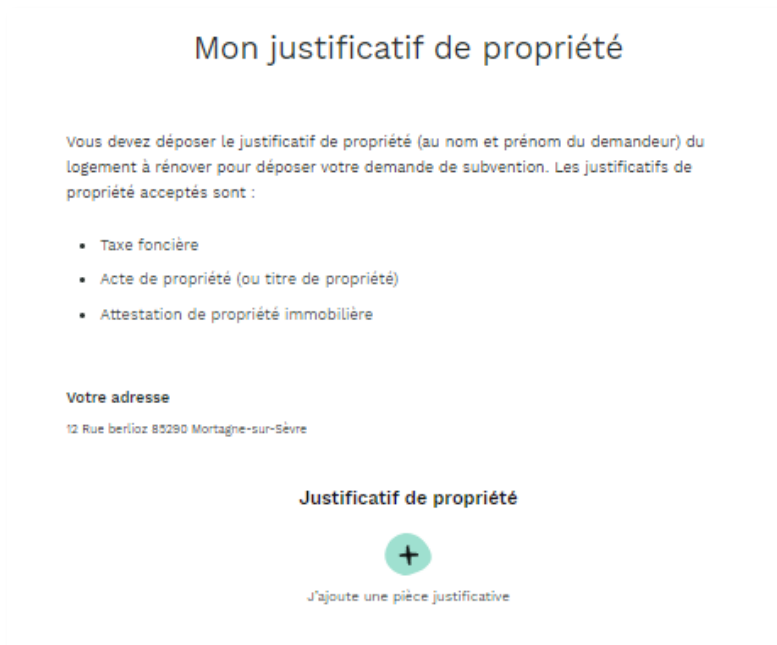 Mon justificatif de propriété
Vous devez déposer le justificatif de propriété (au nom et prénom du demandeur) du
logement à rénover pour déposer votre demande de subvention. Les justificatifs de
propriété acceptés sont :
• Taxe foncière
• Acte de propriété (ou titre de propriété)
• Attestation de propriété immobilière
Votre adresse
12 Rue berlioz 85290 Mortagne-sur-Sèvre
Justificatif de propriété
+
J'ajoute une pièce justificative